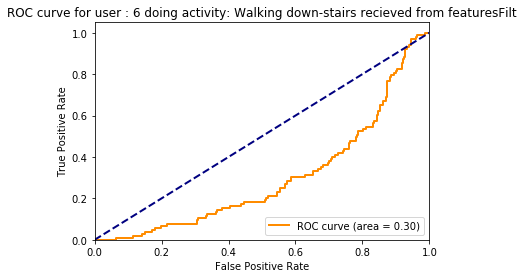 ROC curve for user : 6 doing activity: Walking down-stairs recieved from featuresFilt
1.0
0.8
0.6
0.4
0.2
0.0
True Positive Rate
ROC curve (area = 0.30)
0.0 0.2 0.4 0.6 0.8 1.0
False Positive Rate